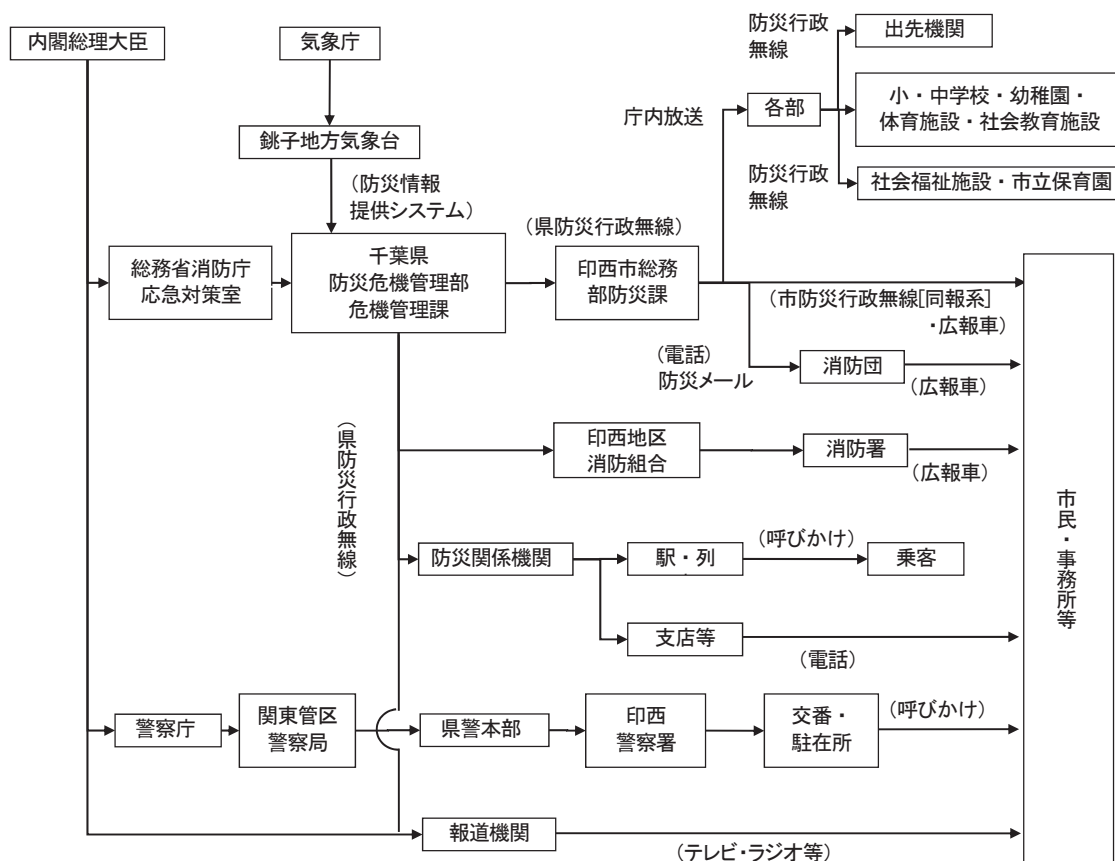 内閣総理大臣
気象庁
防災行政
無線
出先機関
庁内放送
各部
小・中学校・幼稚園・
体育施設・社会教育施設
銚子地方気象台
(防災情報
提供システム)
防災行政
無線
社会福祉施設・市立保育園
(県防災行政無線)
総務省消防庁
応急対策室
千葉県
防災危機管理部
危機管理課
印西市総務
部防災課
(市防災行政無線[同報系]
・広報車)
(電話)
防災メール
消防団
(広報車)
(県防災行政無線)
印西地区
消防組合
消防署
(広報車)
市民・事務所等
防災関係機関
駅・列
(呼びかけ)
乗客
支店等
(電話)
警察庁
関東管区
警察局
県警本部
印西
警察署
交番・
駐在所
(呼びかけ)
報道機関
(テレビ・ラジオ等)